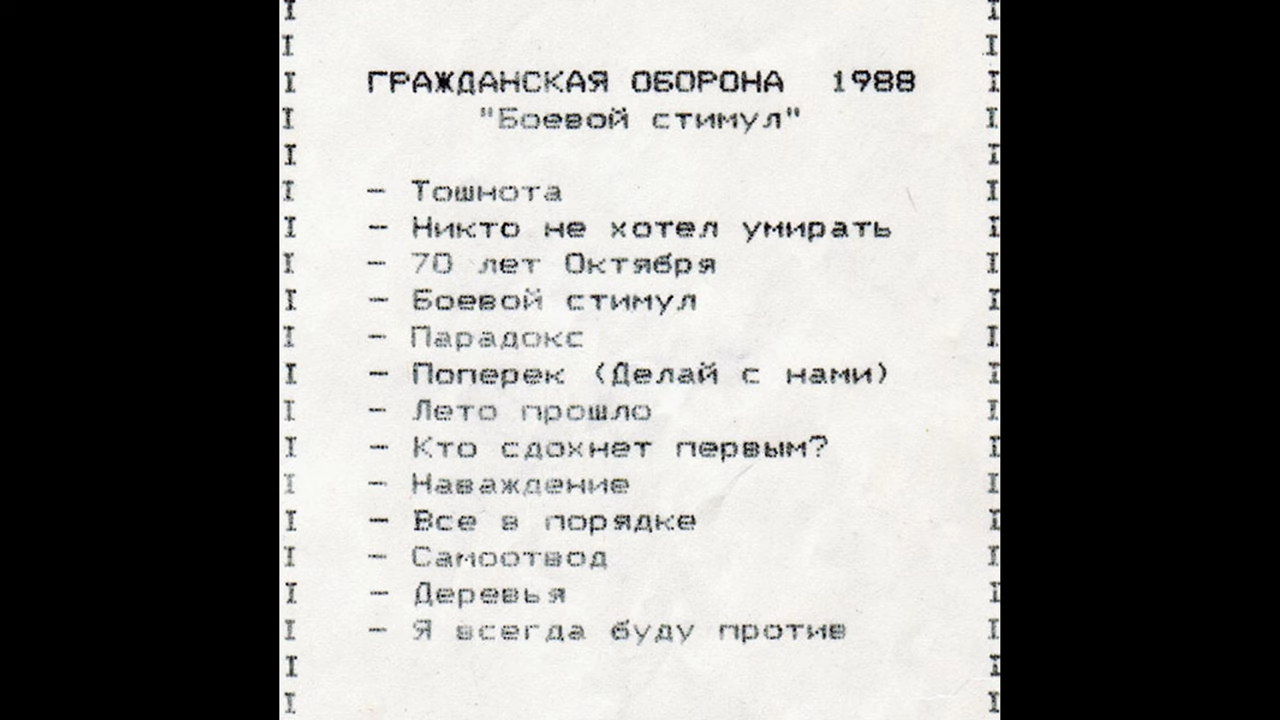 ГРАЖДАНСКАЯ ОБОРОНА 1988
"Боевой стимул"
- Тошнота
- Никто не хотел умирать
- 70 лет Октября
- Боевой стимул
- Парадокс
- Поперек (Делай с нами)
- Лето прошло
- Кто сдохнет первым?
- Наваждение
- Все в порядке
- Самоотвод
- Деревья
- Я всегда буду против